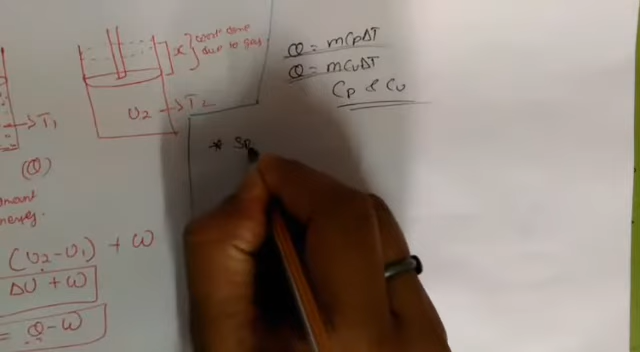 x } work done
due to gas
U2 → T2
→ T1
(Q)
(U2-U1) + W
ΔU + W
= Q - W
Q = mCpΔT
Q = mCvΔT
Cp & Cv
* Sp